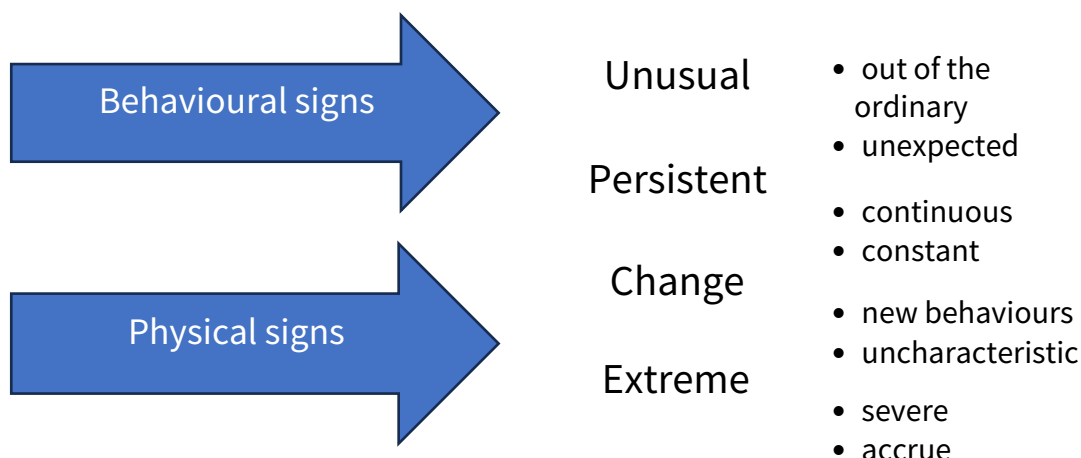 Behavioural signs
Physical signs
Unusual
• out of the
ordinary
• unexpected
Persistent
• continuous
• constant
Change
• new behaviours
• uncharacteristic
Extreme
• severe
• accrue